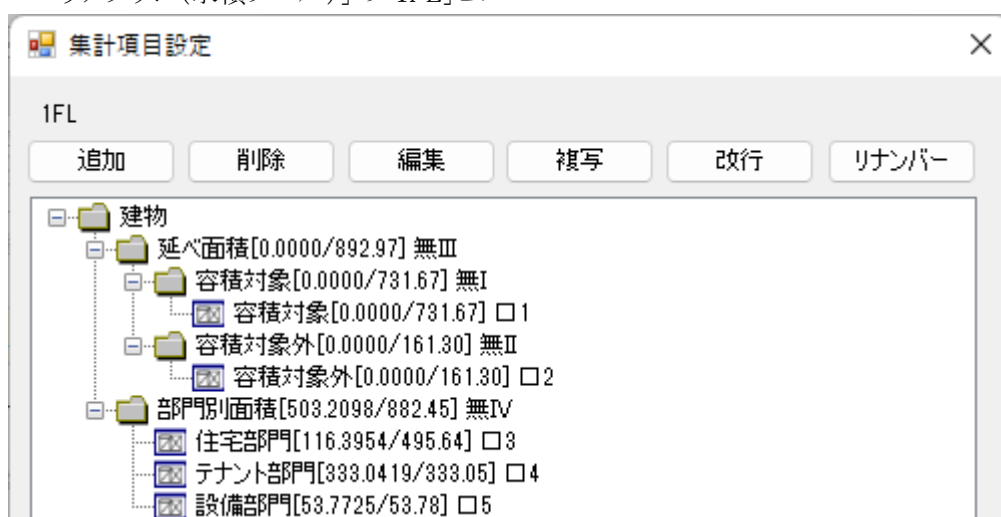 集計項目設定
1FL
追加 削除 編集 複写 改行 リナンバー
建物
延べ面積[0.0000/892.97] 無Ⅲ
容積対象[0.0000/731.67] 無Ⅰ
容積対象[0.0000/731.67] □1
容積対象外[0.0000/161.30] 無Ⅱ
容積対象外[0.0000/161.30] □2
部門別面積[503.2098/882.45] 無Ⅳ
住宅部門[116.3954/495.64] □3
テナント部門[333.0419/333.05] □4
設備部門[53.7725/53.78] □5